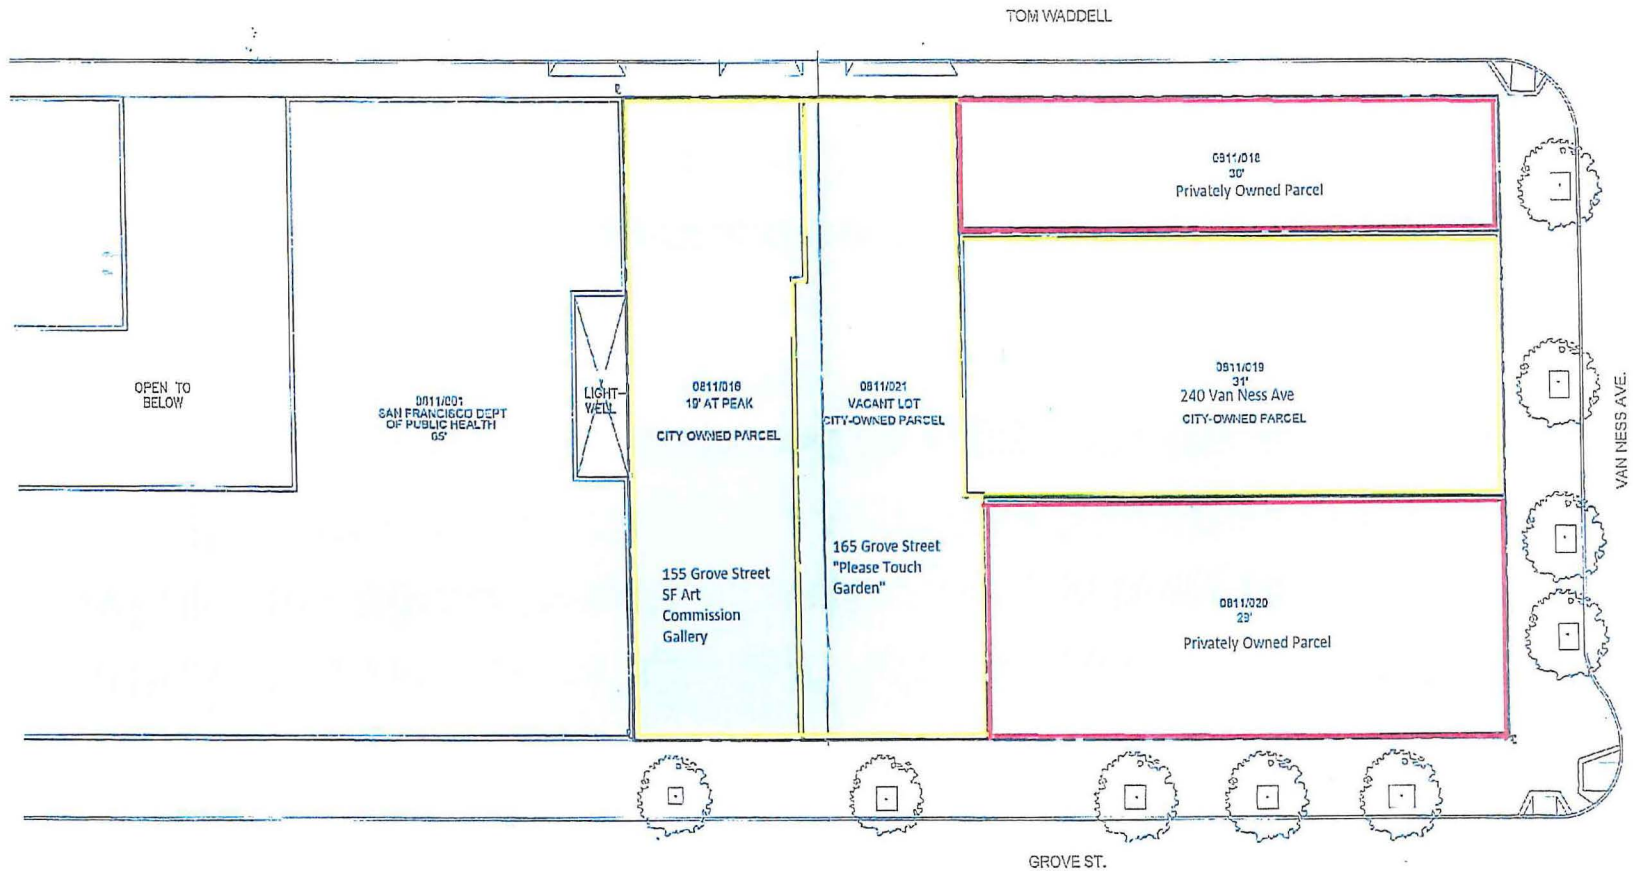 TOM WADDELL
0811/018
30'
Privately Owned Parcel
OPEN TO
BELOW
0811/001
SAN FRANCISCO DEPT
OF PUBLIC HEALTH
65'
LIGHT-
WELL
0811/016
19' AT PEAK
CITY OWNED PARCEL
0811/021
VACANT LOT
CITY-OWNED PARCEL
0811/019
31'
240 Van Ness Ave
CITY-OWNED PARCEL
VAN NESS AVE.
155 Grove Street
SF Art
Commission
Gallery
165 Grove Street
"Please Touch
Garden"
0811/020
29'
Privately Owned Parcel
GROVE ST.